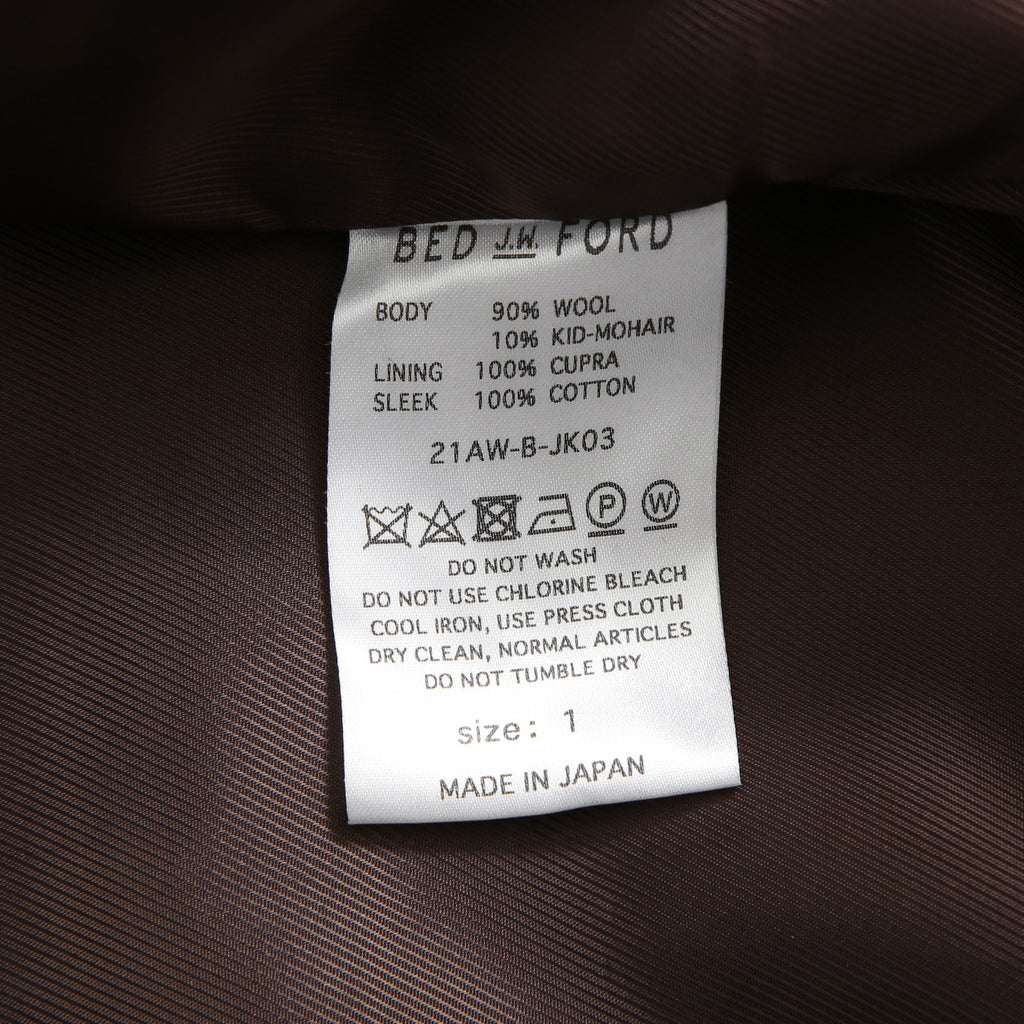 BED J.W. FORD
BODY 90% WOOL
10% KID-MOHAIR
LINING 100% CUPRA
SLEEK 100% COTTON
21AW-B-JK03
P W
DO NOT WASH
DO NOT USE CHLORINE BLEACH
COOL IRON, USE PRESS CLOTH
DRY CLEAN, NORMAL ARTICLES
DO NOT TUMBLE DRY
size: 1
MADE IN JAPAN